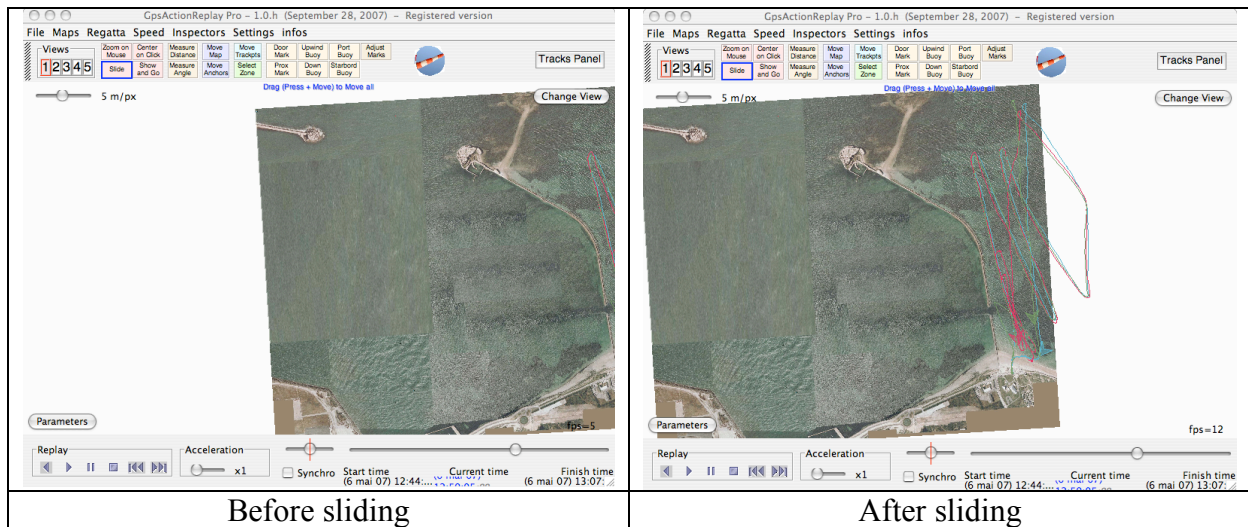 GpsActionReplay Pro - 1.0.h (September 28, 2007) – Registered version
File Maps Regatta Speed Inspectors Settings infos
Views
1 2 3 4 5
Zoom on Mouse
Center on Click
Measure Distance
Move Map
Move Trackpts
Door Mark
Upwind Buoy
Port Buoy
Adjust Marks
Slide
Show and Go
Measure Angle
Move Anchors
Select Zone
Prox Mark
Down Buoy
Starbord Buoy
Tracks Panel
5 m/px
Drag (Press + Move) to Move all
Change View
Parameters
fps=5
Replay
Acceleration
x1
Synchro
Start time
Current time
Finish time
(6 mai 07) 12:44:...
(6 mai 07)
(6 mai 07) 13:07:
Before sliding
GpsActionReplay Pro - 1.0.h (September 28, 2007) – Registered version
File Maps Regatta Speed Inspectors Settings infos
Views
1 2 3 4 5
Zoom on Mouse
Center on Click
Measure Distance
Move Map
Move Trackpts
Door Mark
Upwind Buoy
Port Buoy
Adjust Marks
Slide
Show and Go
Measure Angle
Move Anchors
Select Zone
Prox Mark
Down Buoy
Starbord Buoy
Tracks Panel
5 m/px
Drag (Press + Move) to Move all
Change View
Parameters
fps=12
Replay
Acceleration
x1
Synchro
Start time
Current time
Finish time
(6 mai 07) 12:44:...
(6 mai 07)
(6 mai 07) 13:07:
After sliding